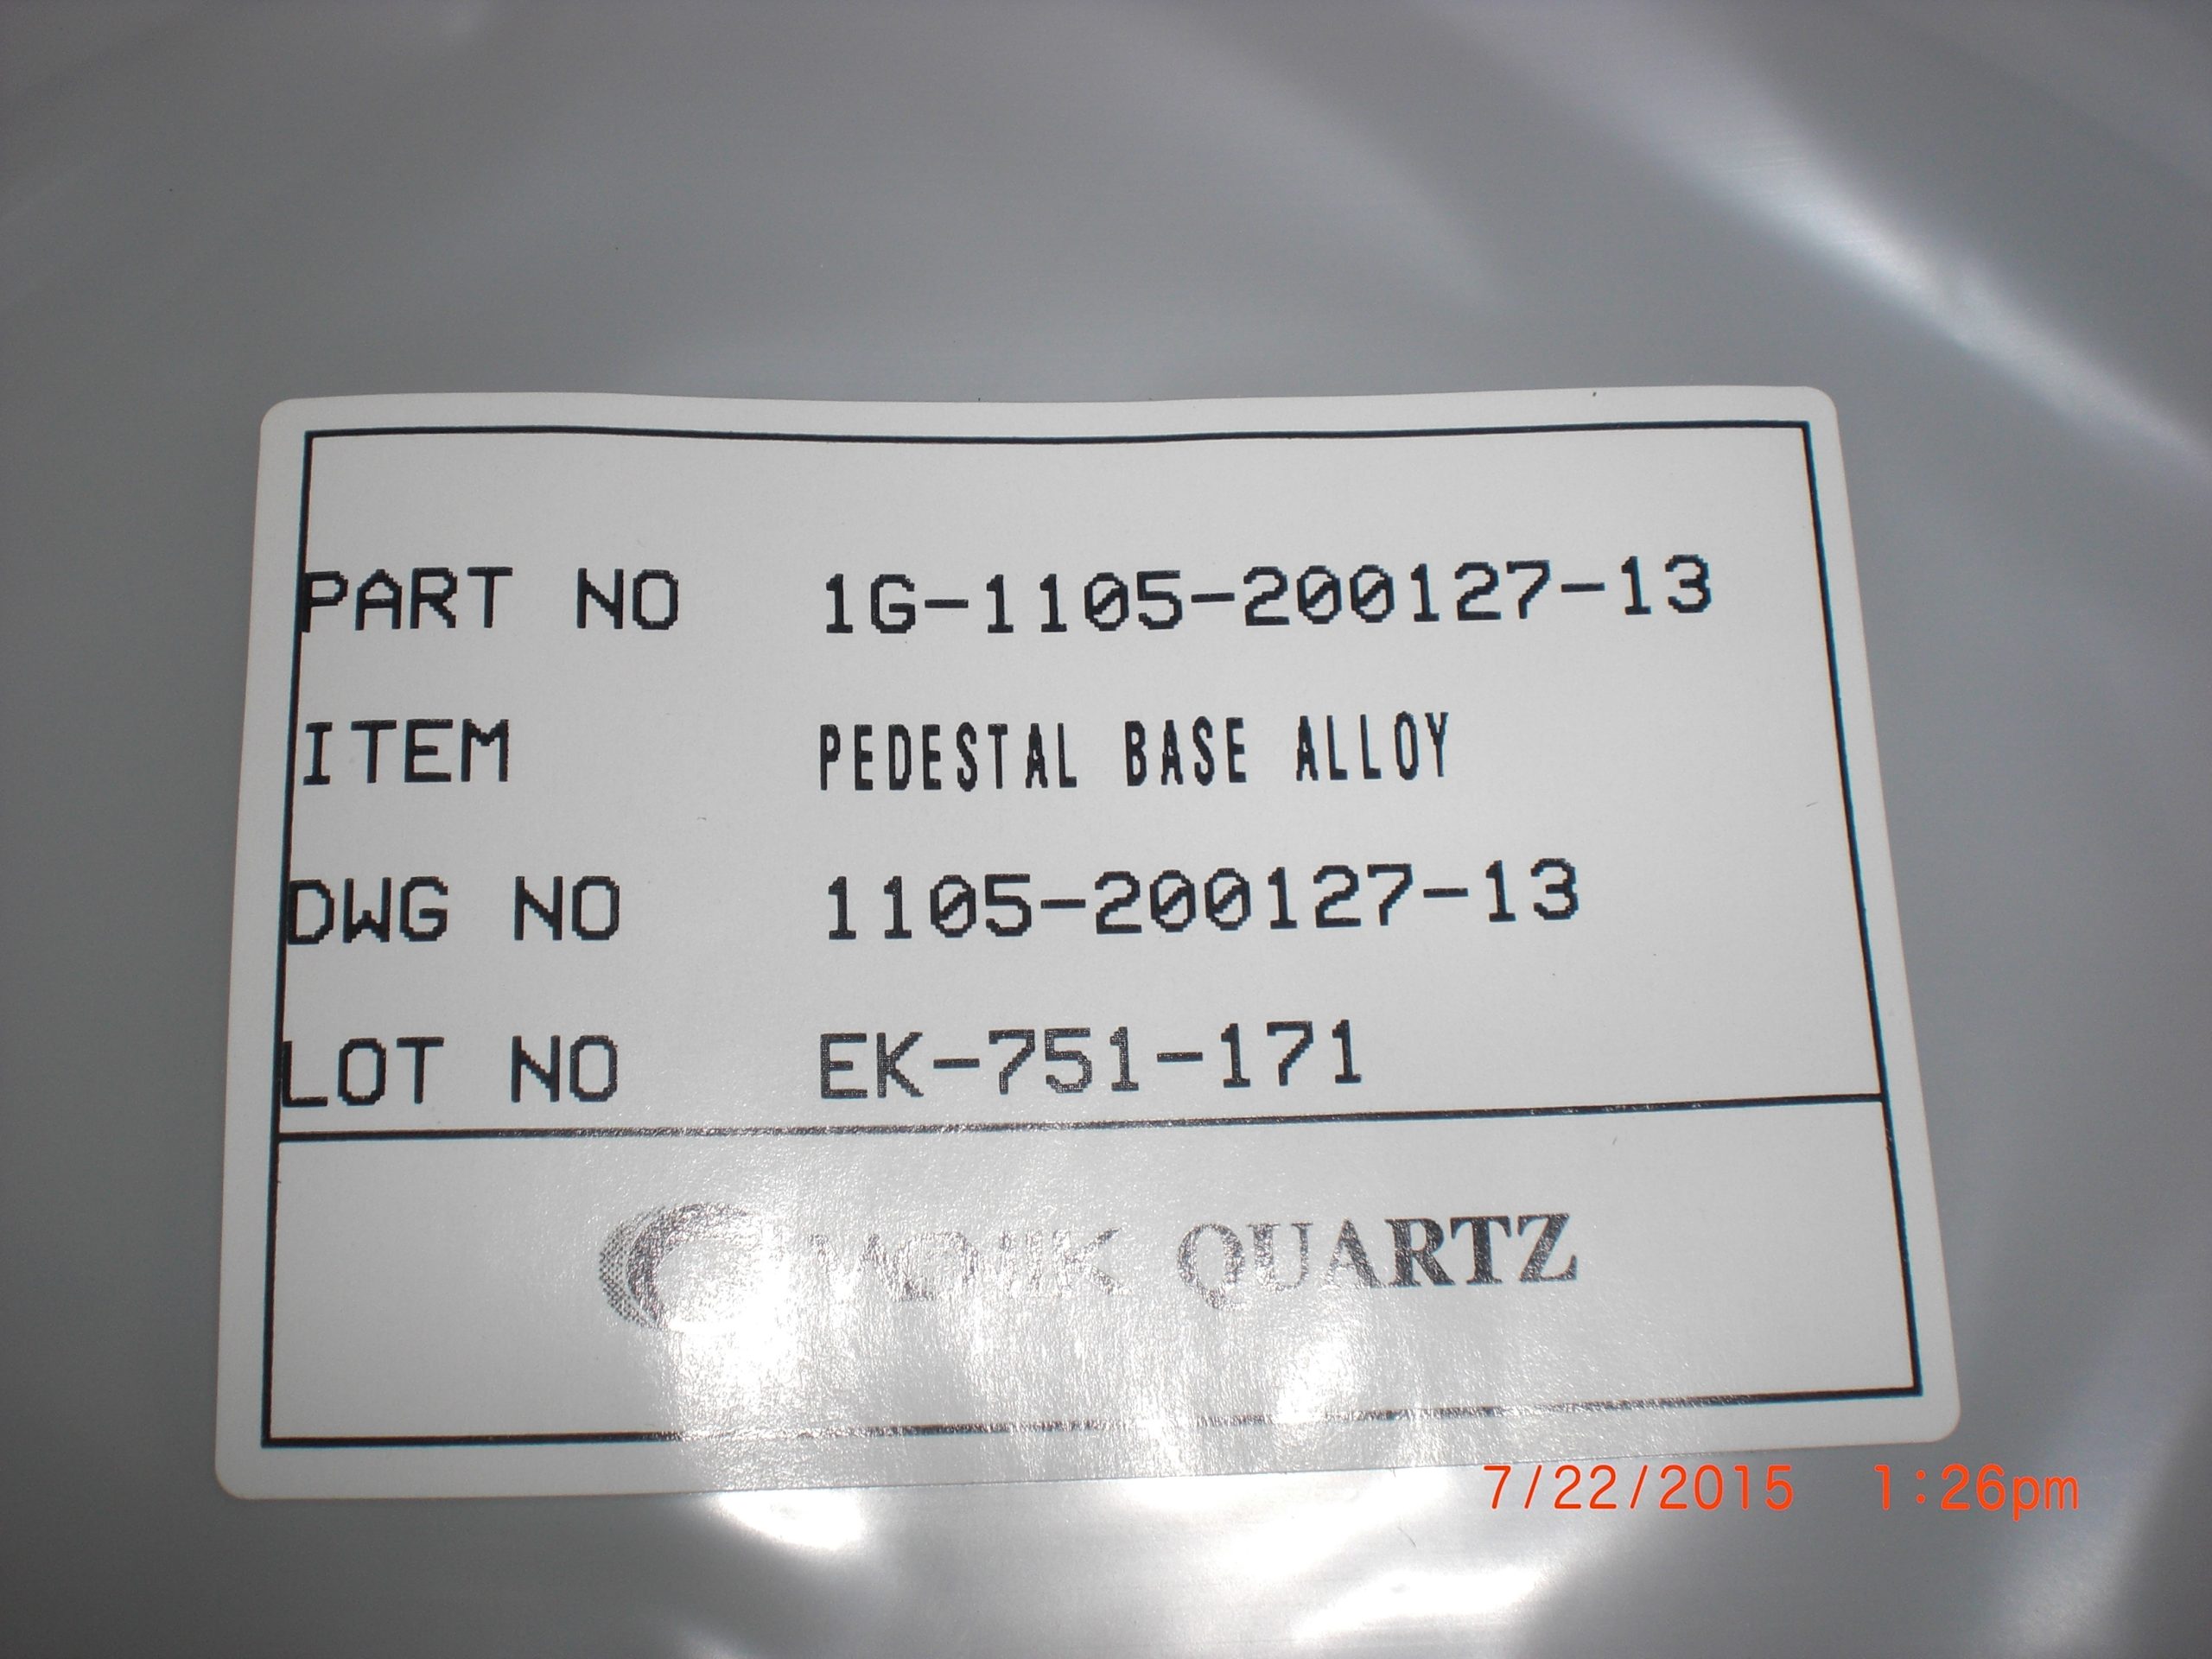 PART NO 1G-1105-200127-13
ITEM PEDESTAL BASE ALLOY
DWG NO 1105-200127-13
LOT NO EK-751-171
WONIK QUARTZ
7/22/2015 1:26pm